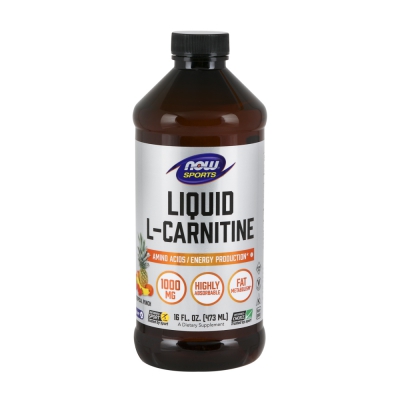 NOW
SPORTS
LIQUID
L-CARNITINE
AMINO ACIDS / ENERGY PRODUCTION*
1000
MG
HIGHLY
ABSORBABLE
FAT
METABOLISM*
16 FL. OZ. (473 ML)
A Dietary Supplement